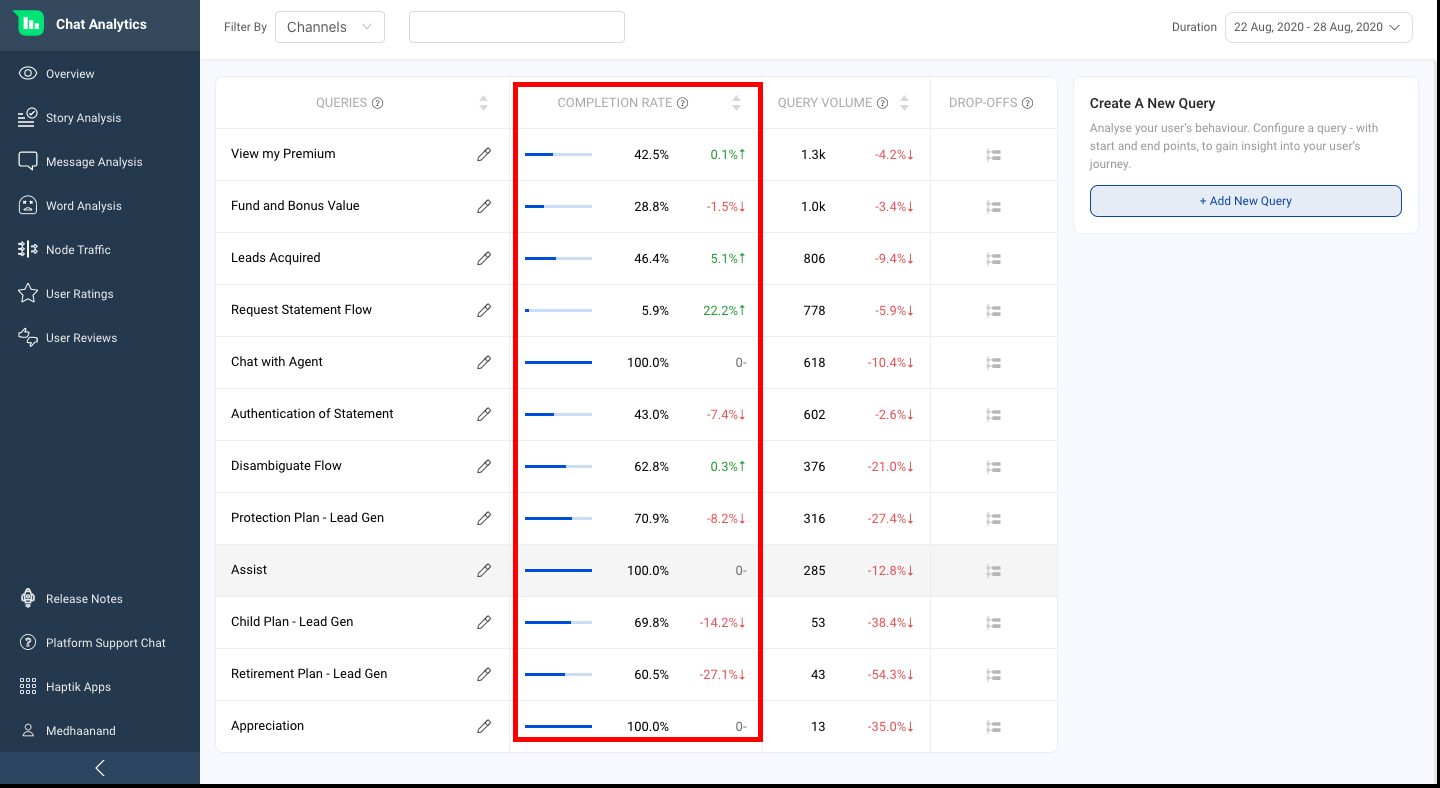 Chat Analytics
Filter By Channels
Duration 22 Aug, 2020 - 28 Aug, 2020
Overview
Story Analysis
Message Analysis
Word Analysis
Node Traffic
User Ratings
User Reviews
Release Notes
Platform Support Chat
Haptik Apps
Medhaanand
QUERIES ? COMPLETION RATE ? QUERY VOLUME ? DROP-OFFS ?
View my Premium 42.5% 0.1%↑ 1.3k -4.2%↓
Fund and Bonus Value 28.8% -1.5%↓ 1.0k -3.4%↓
Leads Acquired 46.4% 5.1%↑ 806 -9.4%↓
Request Statement Flow 5.9% 22.2%↑ 778 -5.9%↓
Chat with Agent 100.0% 0- 618 -10.4%↓
Authentication of Statement 43.0% -7.4%↓ 602 -2.6%↓
Disambiguate Flow 62.8% 0.3%↑ 376 -21.0%↓
Protection Plan - Lead Gen 70.9% -8.2%↓ 316 -27.4%↓
Assist 100.0% 0- 285 -12.8%↓
Child Plan - Lead Gen 69.8% -14.2%↓ 53 -38.4%↓
Retirement Plan - Lead Gen 60.5% -27.1%↓ 43 -54.3%↓
Appreciation 100.0% 0- 13 -35.0%↓
Create A New Query
Analyse your user's behaviour. Configure a query - with
start and end points, to gain insight into your user's
journey.
+ Add New Query